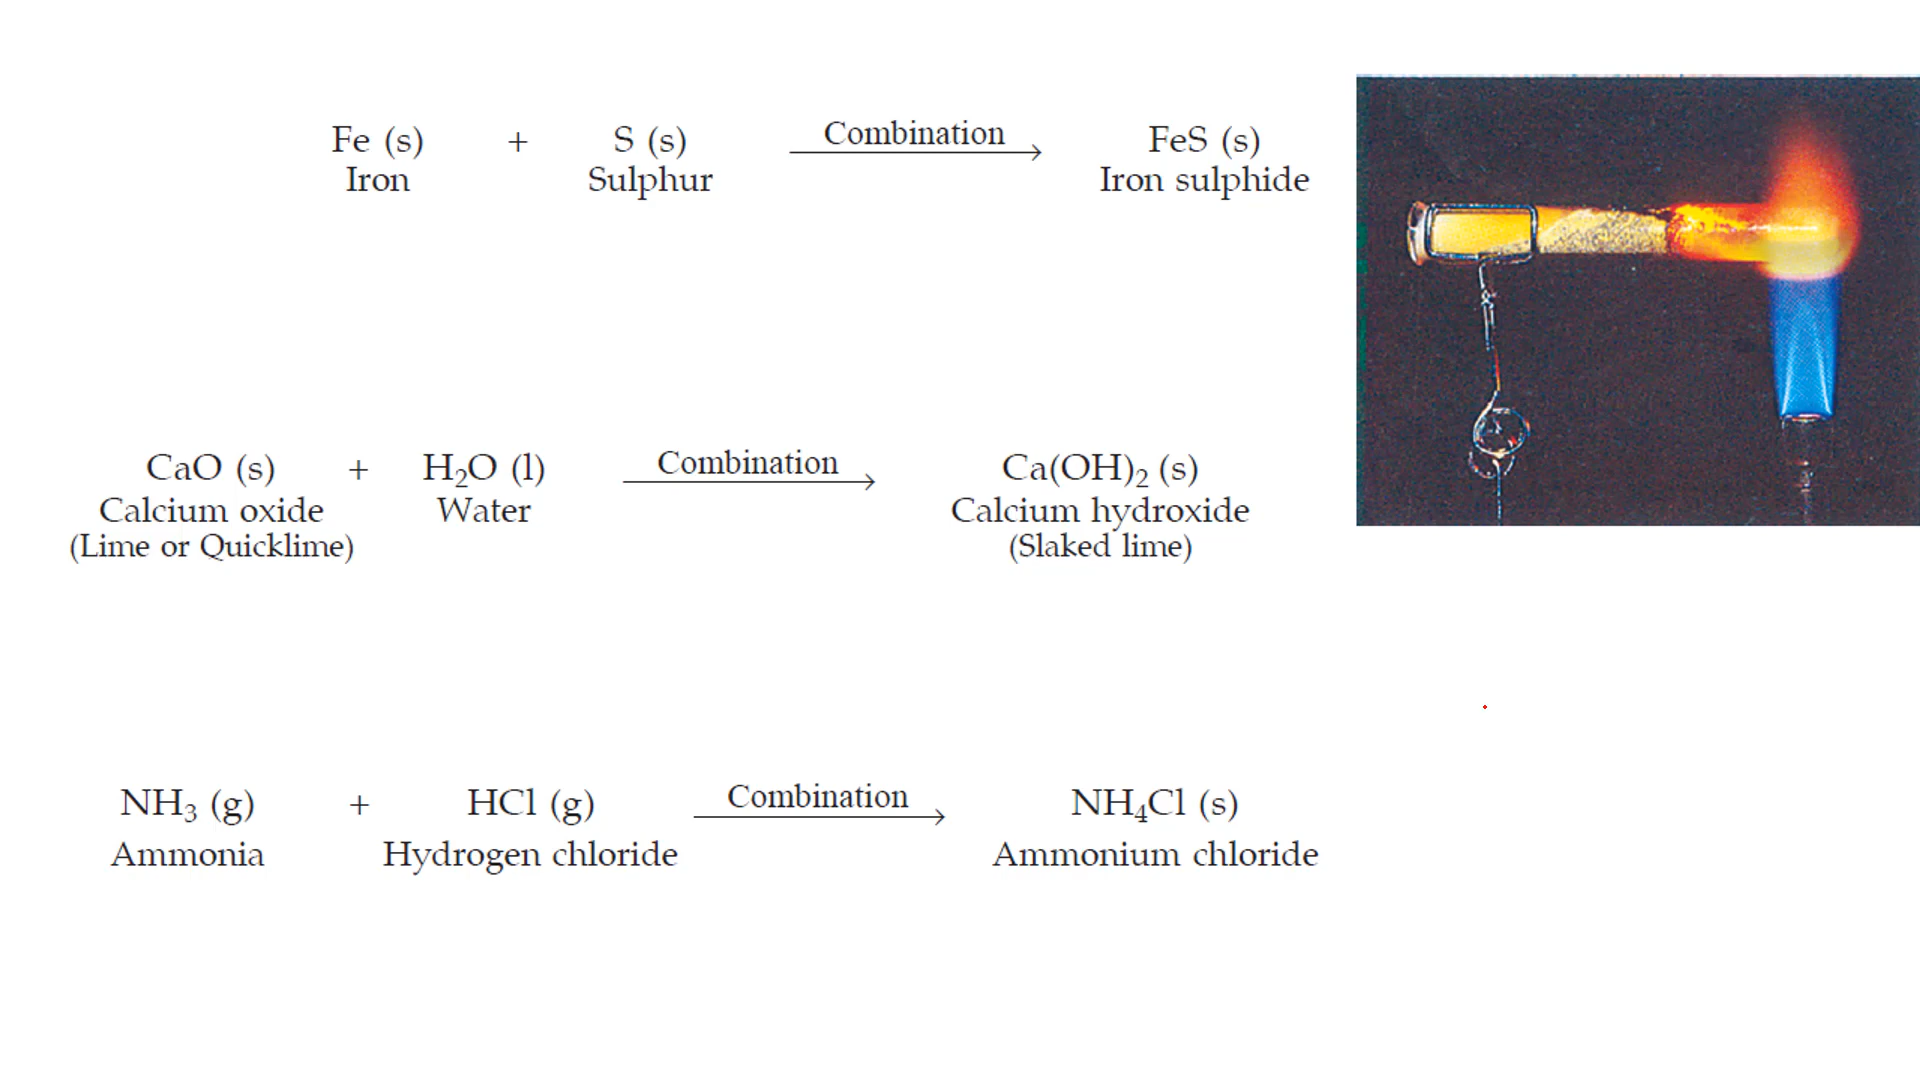 Fe (s) + S (s) Combination FeS (s)
Iron Sulphur Iron sulphide
CaO (s) + H₂O (l) Combination Ca(OH)₂ (s)
Calcium oxide Water Calcium hydroxide
(Lime or Quicklime) (Slaked lime)
NH₃ (g) + HCl (g) Combination NH₄Cl (s)
Ammonia Hydrogen chloride Ammonium chloride